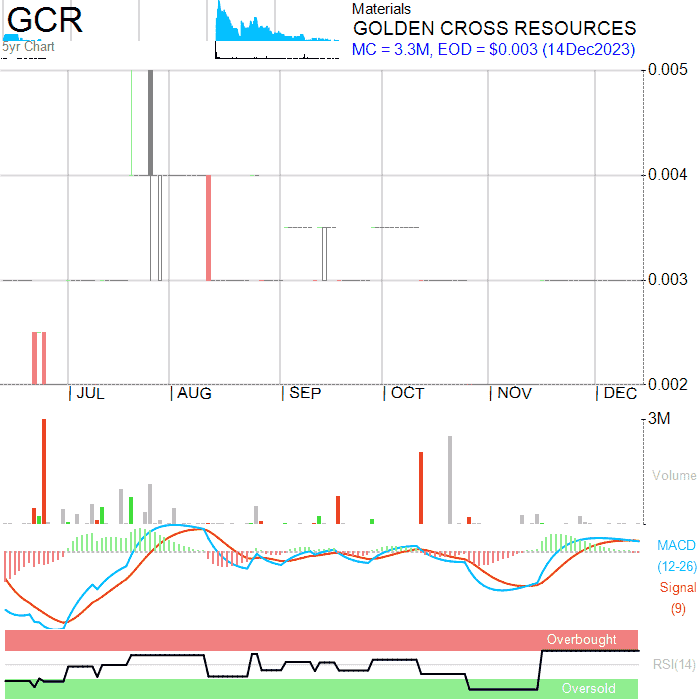 GCR
5yr Chart
Materials
GOLDEN CROSS RESOURCES
MC = 3.3M, EOD = $0.003 (14Dec2023)
0.005
0.004
0.003
0.002
JUL AUG SEP OCT NOV DEC
3M
Volume
MACD
(12-26)
Signal
(9)
Overbought
RSI(14)
Oversold